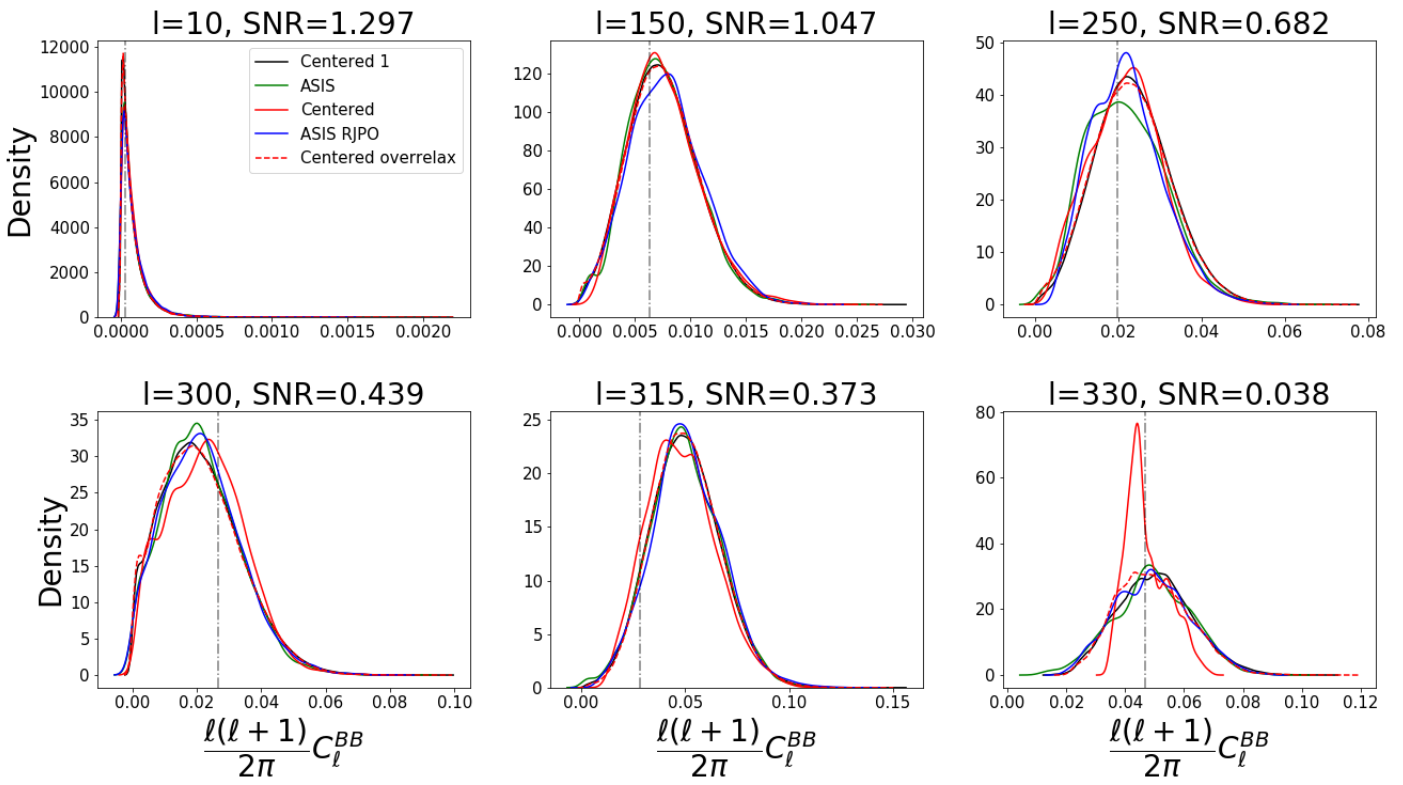 l=10, SNR=1.297
12000
10000
8000
6000
4000
2000
0
Density
0.0000 0.0005 0.0010 0.0015 0.0020
Centered 1
ASIS
Centered
ASIS RJPO
Centered overrelax
l=150, SNR=1.047
120
100
80
60
40
20
0
0.000 0.005 0.010 0.015 0.020 0.025 0.030
l=250, SNR=0.682
50
40
30
20
10
0
0.00 0.02 0.04 0.06 0.08
l=300, SNR=0.439
35
30
25
20
15
10
5
0
Density
0.00 0.02 0.04 0.06 0.08 0.10
ℓ(ℓ + 1)
2π
C_ℓ^{BB}
l=315, SNR=0.373
25
20
15
10
5
0
0.00 0.05 0.10 0.15
ℓ(ℓ + 1)
2π
C_ℓ^{BB}
l=330, SNR=0.038
80
60
40
20
0
0.00 0.02 0.04 0.06 0.08 0.10 0.12
ℓ(ℓ + 1)
2π
C_ℓ^{BB}